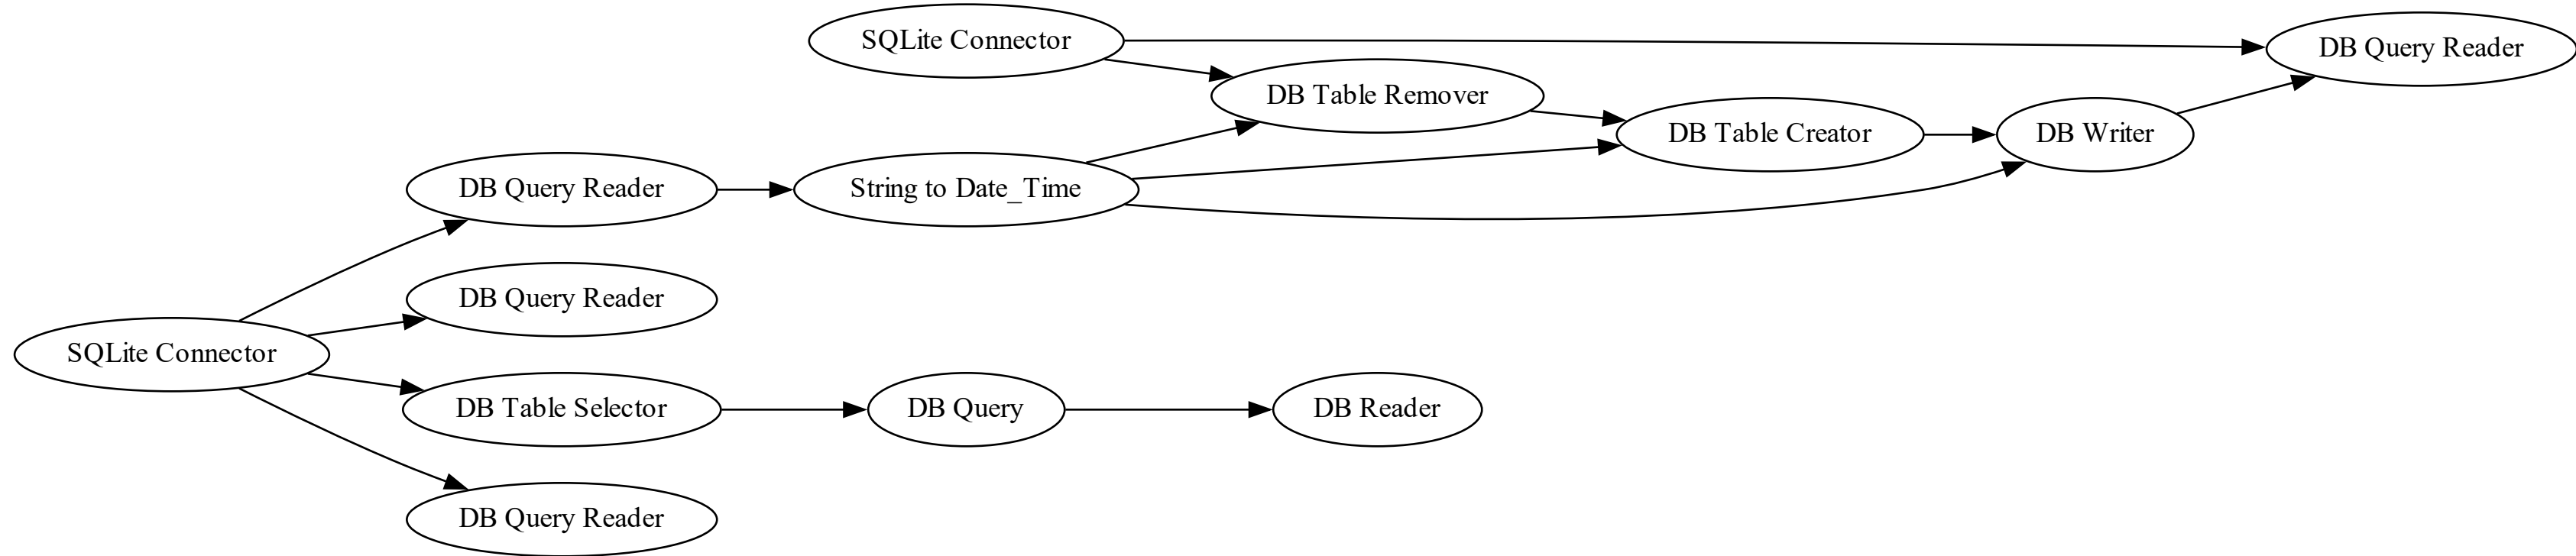 SQLite Connector
DB Query Reader
DB Table Remover
DB Table Creator
DB Writer
DB Query Reader
String to Date_Time
DB Query Reader
SQLite Connector
DB Table Selector
DB Query
DB Reader
DB Query Reader